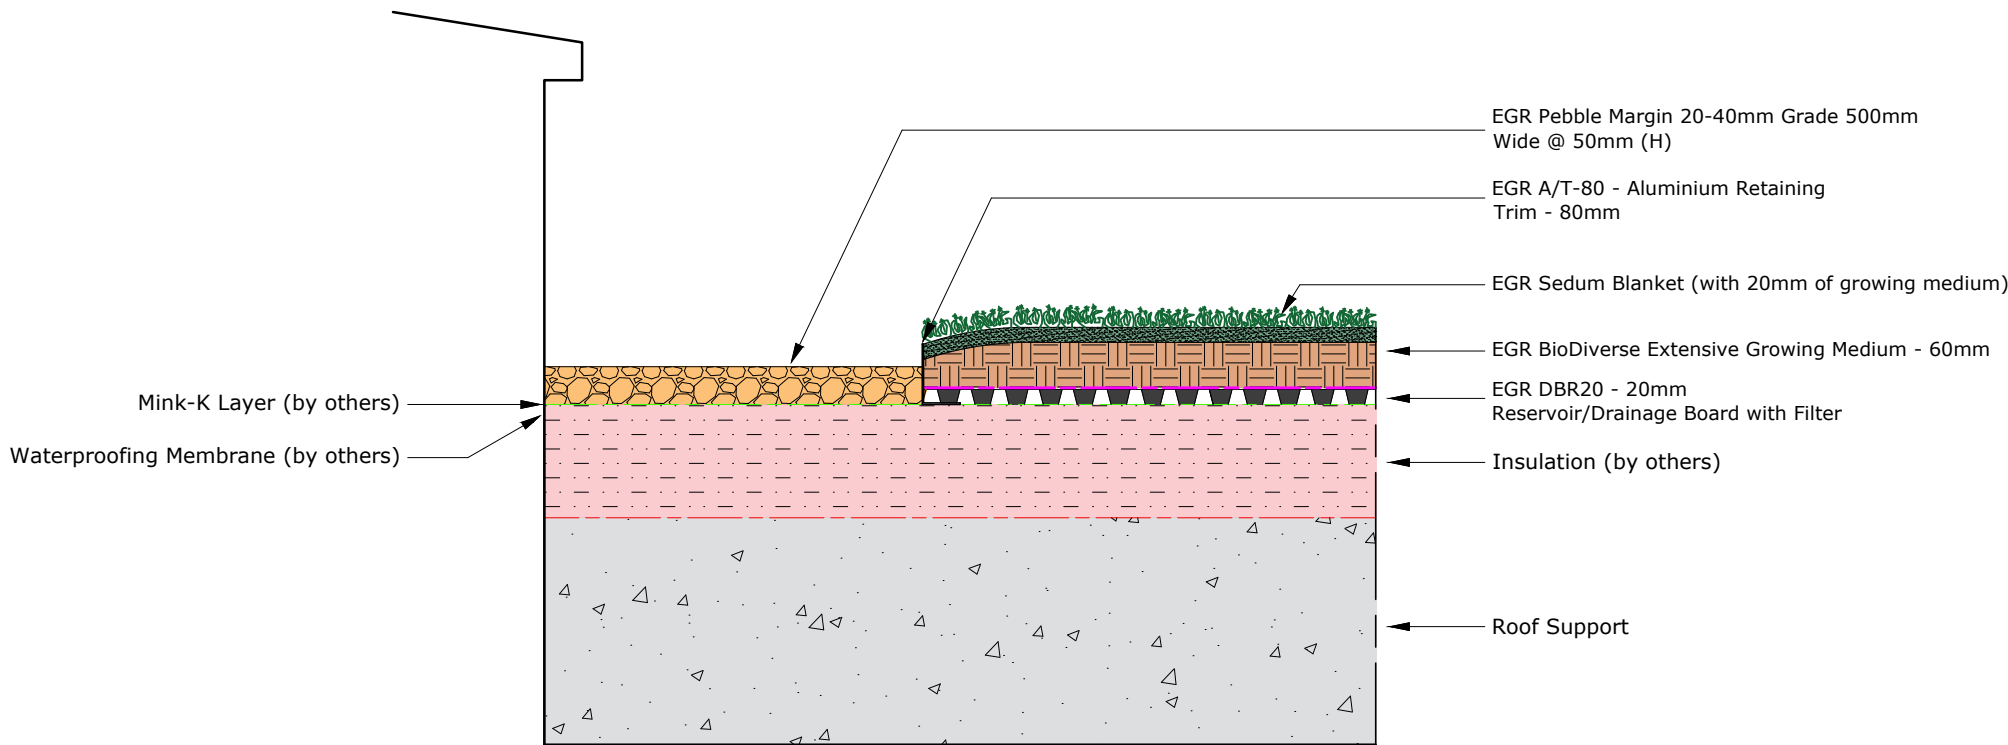 EGR Pebble Margin 20-40mm Grade 500mm
Wide @ 50mm (H)
EGR A/T-80 - Aluminium Retaining
Trim - 80mm
EGR Sedum Blanket (with 20mm of growing medium)
EGR BioDiverse Extensive Growing Medium - 60mm
EGR DBR20 - 20mm
Reservoir/Drainage Board with Filter
Mink-K Layer (by others)
Waterproofing Membrane (by others)
Insulation (by others)
Roof Support